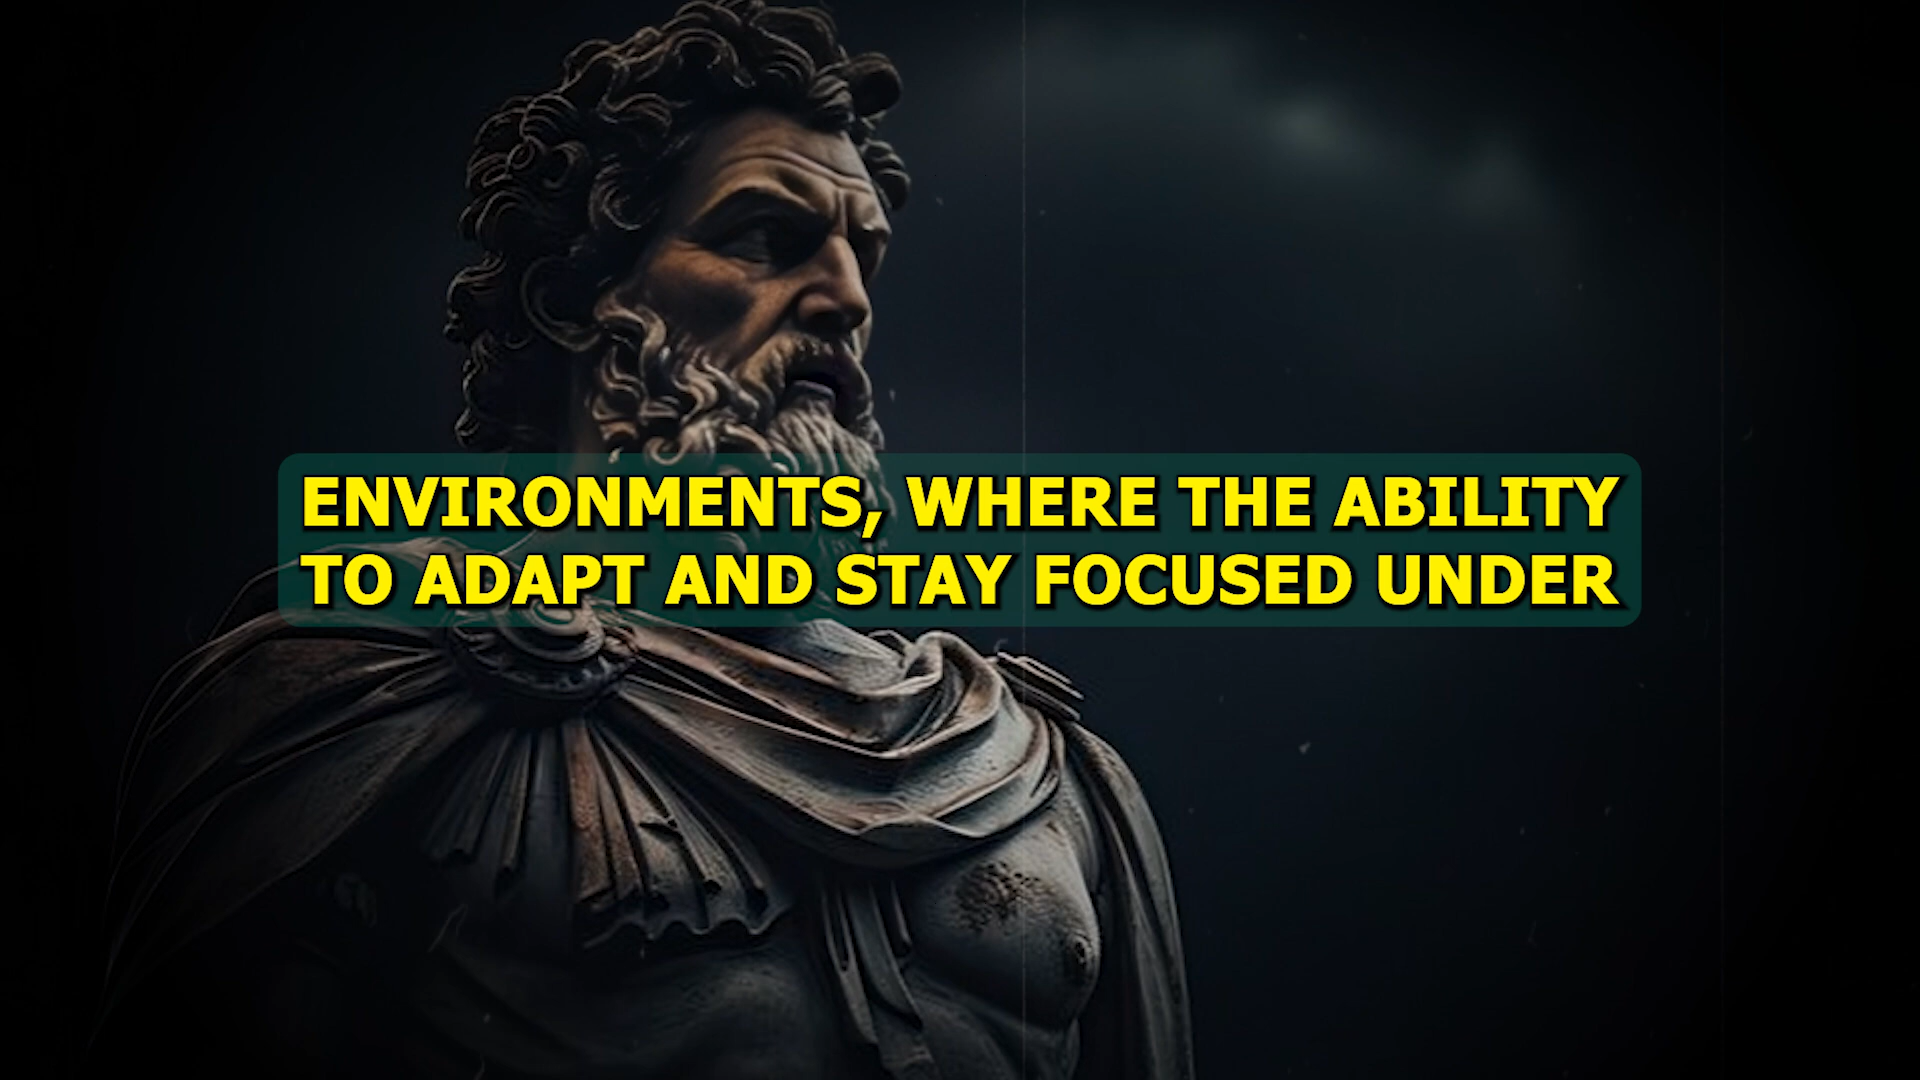 ENVIRONMENTS, WHERE THE ABILITY
TO ADAPT AND STAY FOCUSED UNDER